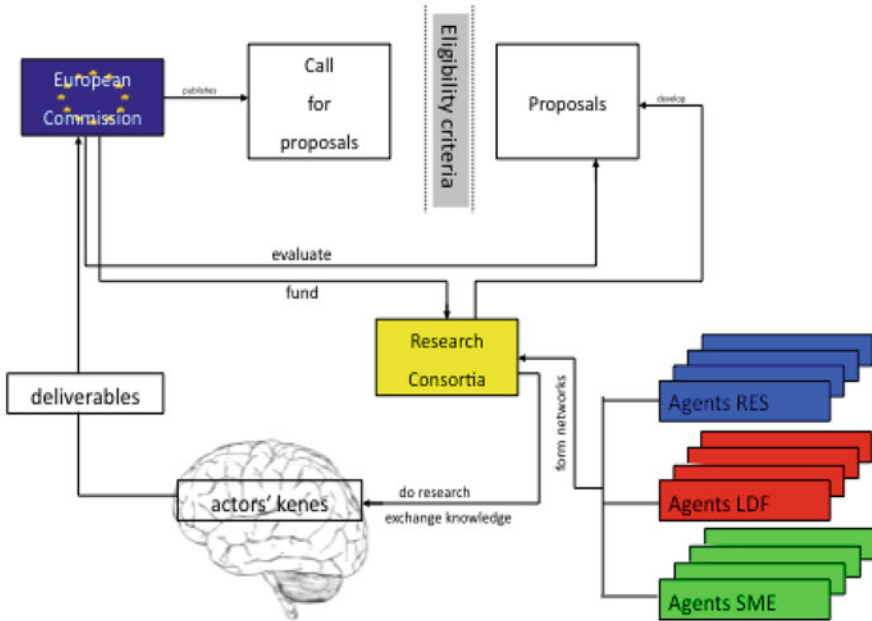 European
Commission
publishes
Call
for
proposals
Eligibility criteria
Proposals
develop
evaluate
fund
Research
Consortia
form networks
deliverables
actors' kenes
do research
exchange knowledge
Agents RES
Agents LDF
Agents SME